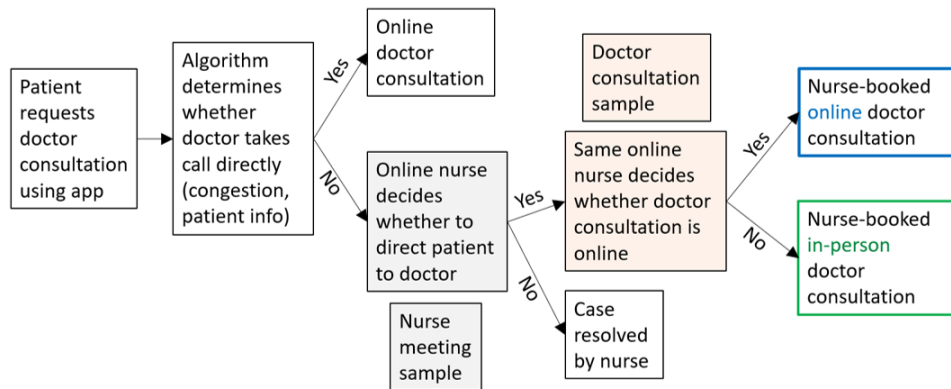 Patient
requests
doctor
consultation
using app
Algorithm
determines
whether
doctor takes
call directly
(congestion,
patient info)
Yes
No
Online
doctor
consultation
Online nurse
decides
whether to
direct patient
to doctor
Nurse
meeting
sample
Yes
No
Doctor
consultation
sample
Same online
nurse decides
whether doctor
consultation is
online
Case
resolved
by nurse
Yes
No
Nurse-booked
online doctor
consultation
Nurse-booked
in-person
doctor
consultation